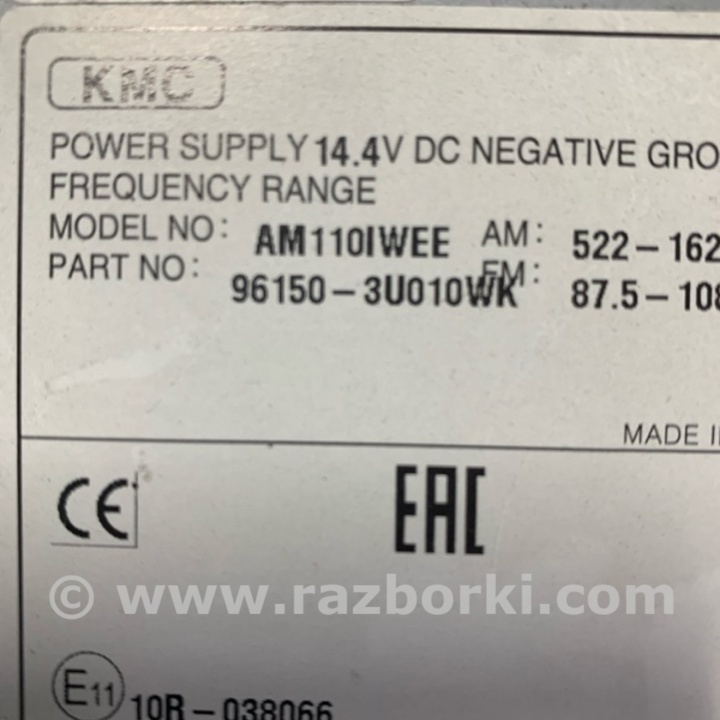 KMC
POWER SUPPLY 14.4V DC NEGATIVE GRO
FREQUENCY RANGE
MODEL NO: AM110IWEE AM: 522-162
PART NO: 96150-3U010WK FM: 87.5-108
MADE I
CE EAC
© www.razborki.com
E11 10R-038066